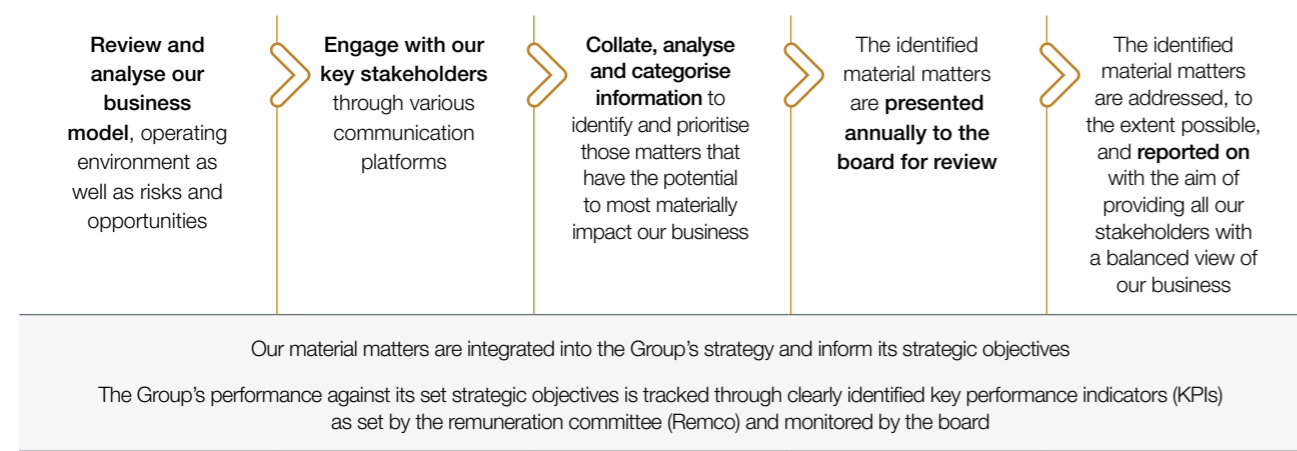 Review and
analyse our
business
model, operating
environment as
well as risks and
opportunities
Engage with our
key stakeholders
through various
communication
platforms
Collate, analyse
and categorise
information to
identify and prioritise
those matters that
have the potential
to most materially
impact our business
The identified
material matters
are presented
annually to the
board for review
The identified
material matters
are addressed, to
the extent possible,
and reported on
with the aim of
providing all our
stakeholders with
a balanced view of
our business
Our material matters are integrated into the Group’s strategy and inform its strategic objectives
The Group’s performance against its set strategic objectives is tracked through clearly identified key performance indicators (KPIs)
as set by the remuneration committee (Remco) and monitored by the board